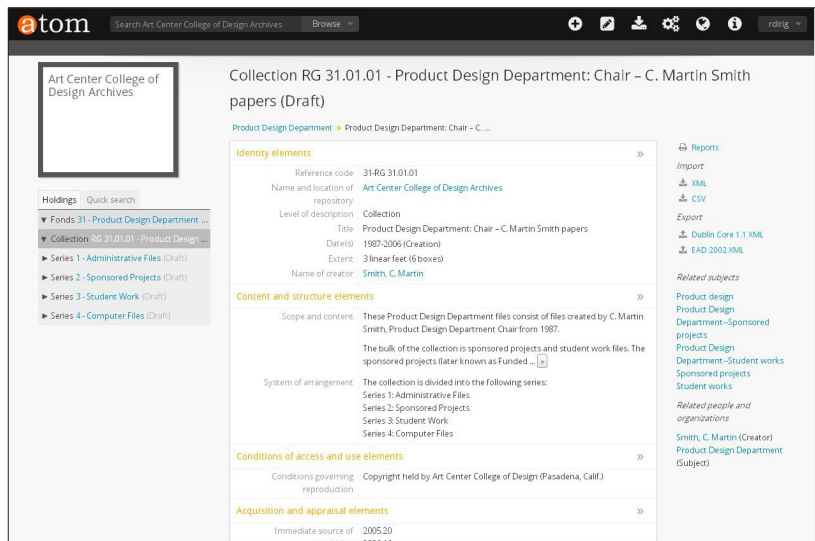 atom
Search Art Center College of Design Archives
Browse
rdirig
Art Center College of
Design Archives
Holdings Quick search
▼ Fonds 31 - Product Design Department ...
▼ Collection RG 31.01.01 - Product Design ...
► Series 1 - Administrative Files (Draft)
► Series 2 - Sponsored Projects (Draft)
► Series 3 - Student Work (Draft)
► Series 4 - Computer Files (Draft)
Collection RG 31.01.01 - Product Design Department: Chair – C. Martin Smith
papers (Draft)
Product Design Department » Product Design Department: Chair – C. ...
Identity elements »
Reference code 31-RG 31.01.01
Name and location of Art Center College of Design Archives
repository
Level of description Collection
Title Product Design Department: Chair – C. Martin Smith papers
Date(s) 1987-2006 (Creation)
Extent 3 linear feet (6 boxes)
Name of creator Smith, C. Martin
Content and structure elements »
Scope and content These Product Design Department files consist of files created by C. Martin
Smith, Product Design Department Chair from 1987.
The bulk of the collection is sponsored projects and student work files. The
sponsored projects (later known as Funded ... »
System of arrangement The collection is divided into the following series:
Series 1: Administrative Files
Series 2: Sponsored Projects
Series 3: Student Work
Series 4: Computer Files
Conditions of access and use elements »
Conditions governing Copyright held by Art Center College of Design (Pasadena, Calif.)
reproduction
Acquisition and appraisal elements »
Immediate source of 2005.20
Reports
Import
XML
CSV
Export
Dublin Core 1.1 XML
EAD 2002 XML
Related subjects
Product design
Product Design
Department--Sponsored
projects
Product Design
Department--Student works
Sponsored projects
Student works
Related people and
organizations
Smith, C. Martin (Creator)
Product Design Department
(Subject)